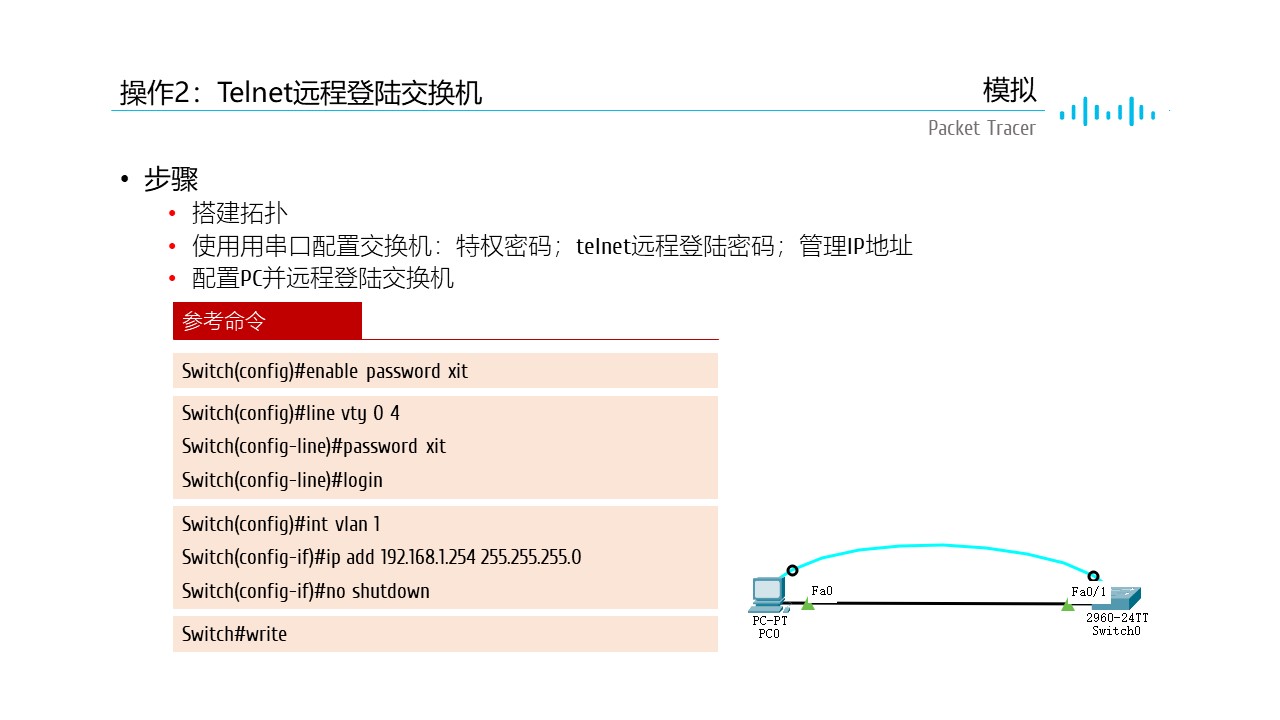 操作2：Telnet远程登陆交换机
模拟
Packet Tracer
• 步骤
• 搭建拓扑
• 使用用串口配置交换机：特权密码；telnet远程登陆密码；管理IP地址
• 配置PC并远程登陆交换机
参考命令
Switch(config)#enable password xit
Switch(config)#line vty 0 4
Switch(config-line)#password xit
Switch(config-line)#login
Switch(config)#int vlan 1
Switch(config-if)#ip add 192.168.1.254 255.255.255.0
Switch(config-if)#no shutdown
Switch#write
Fa0
Fa0/1
PC-PT
PC0
2960-24TT
Switch0